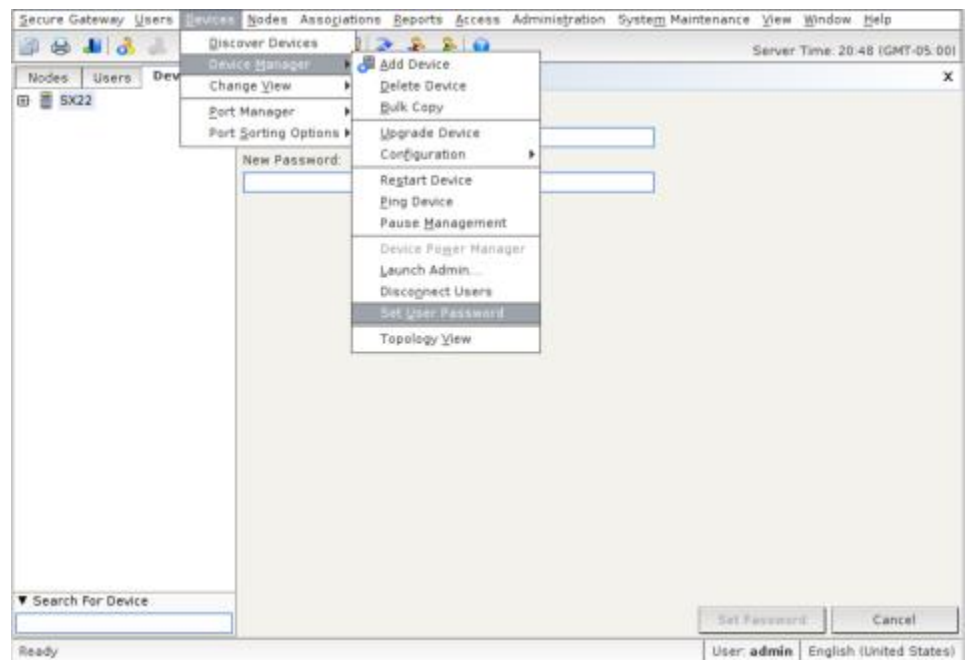 Secure Gateway Users Devices Nodes Associations Reports Access Administration System Maintenance View Window Help
Server Time: 20:48 (GMT-05:00)
Discover Devices
Device Manager
Change View
Port Manager
Port Sorting Options
Add Device
Delete Device
Bulk Copy
Upgrade Device
Configuration
Restart Device
Ping Device
Pause Management
Device Power Manager
Launch Admin...
Disconnect Users
Set User Password
Topology View
Nodes Users Dev
SX22
X
New Password:
▼ Search For Device
Set Password Cancel
Ready
User: admin English (United States)